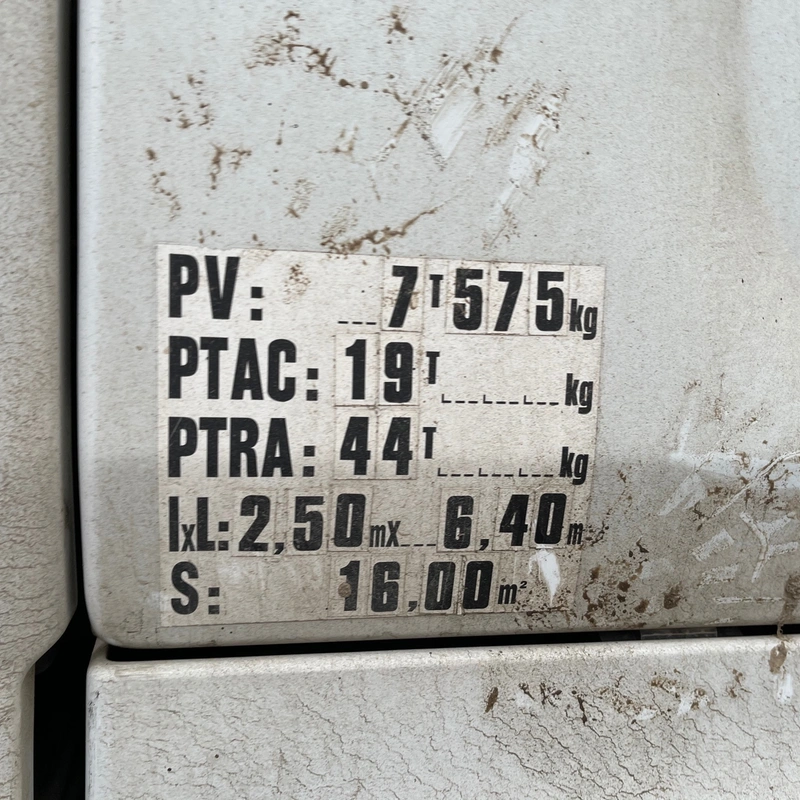 PV: 7T575kg
PTAC: 19T kg
PTRA: 44T kg
lxL: 2,50mx 6,40m
S: 16,00m²